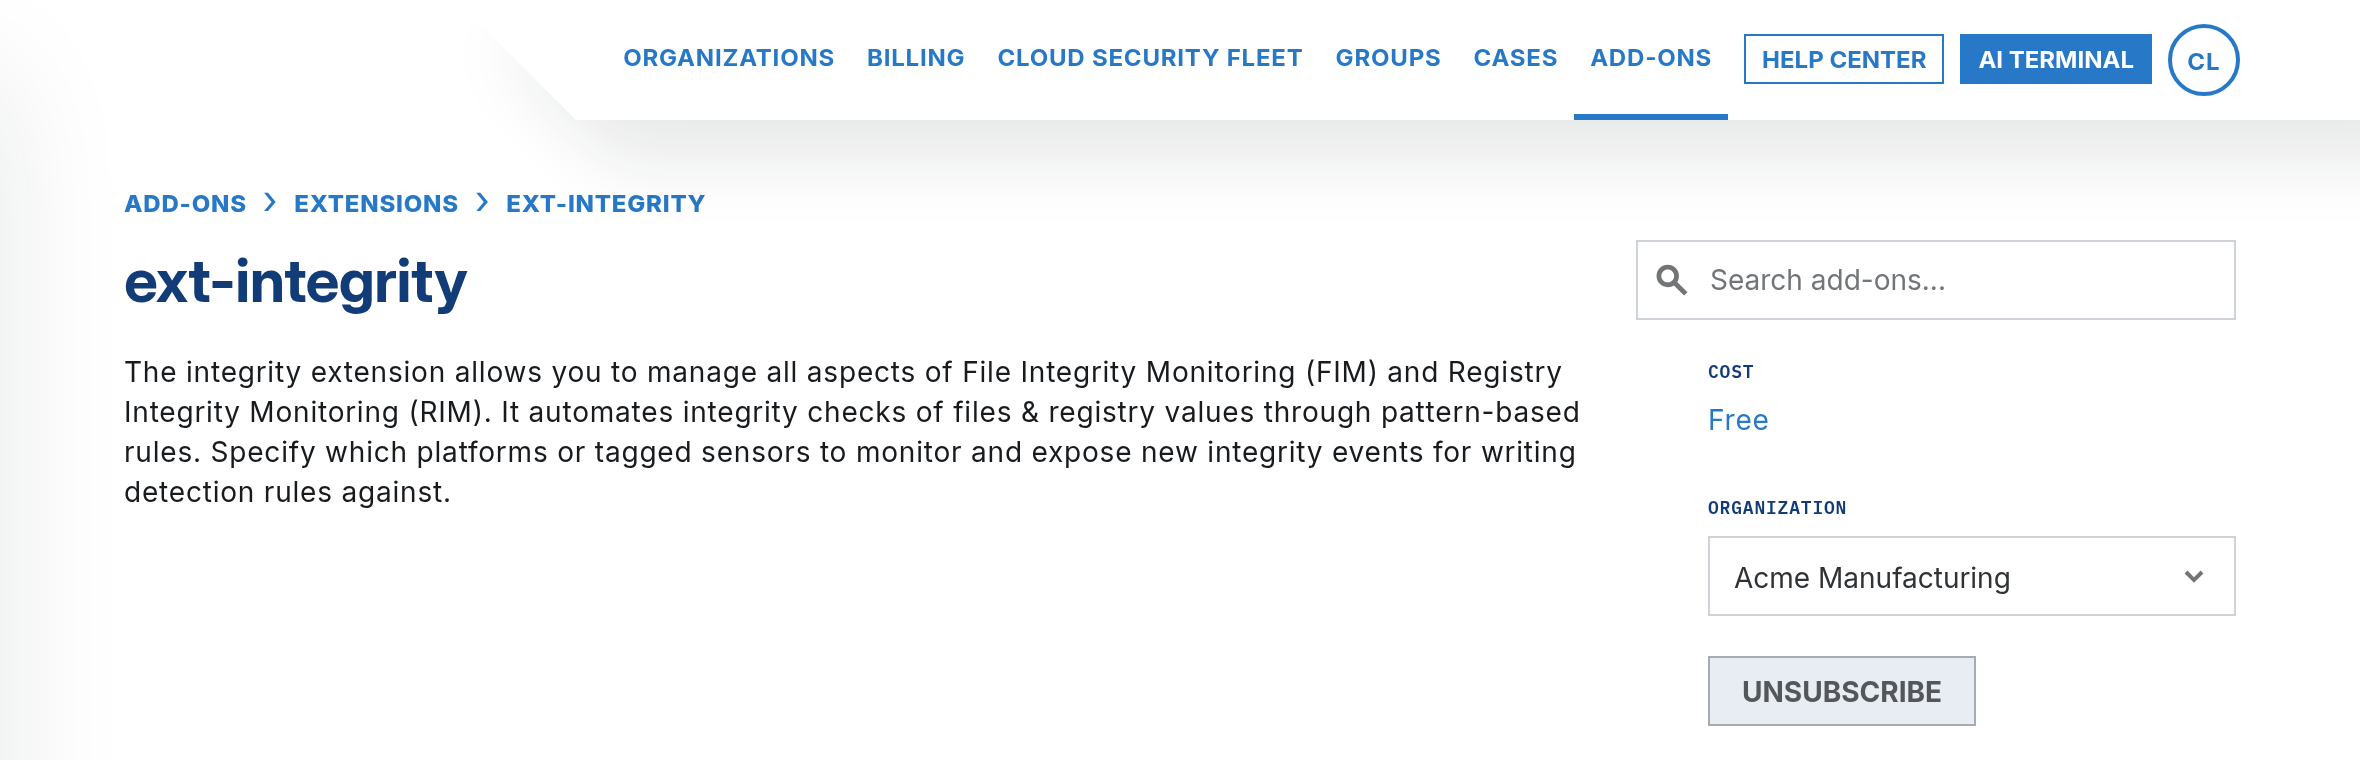 ORGANIZATIONS BILLING CLOUD SECURITY FLEET GROUPS CASES ADD-ONS HELP CENTER AI TERMINAL CL
ADD-ONS > EXTENSIONS > EXT-INTEGRITY
ext-integrity
Search add-ons...
The integrity extension allows you to manage all aspects of File Integrity Monitoring (FIM) and Registry
Integrity Monitoring (RIM). It automates integrity checks of files & registry values through pattern-based
rules. Specify which platforms or tagged sensors to monitor and expose new integrity events for writing
detection rules against.
COST
Free
ORGANIZATION
Acme Manufacturing
UNSUBSCRIBE